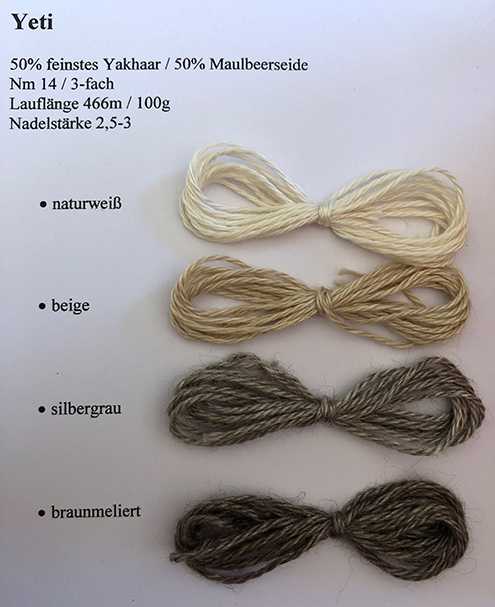 Yeti
50% feinstes Yakhaar / 50% Maulbeerseide
Nm 14 / 3-fach
Lauflänge 466m / 100g
Nadelstärke 2,5-3
• naturweiß
• beige
• silbergrau
• braunmeliert